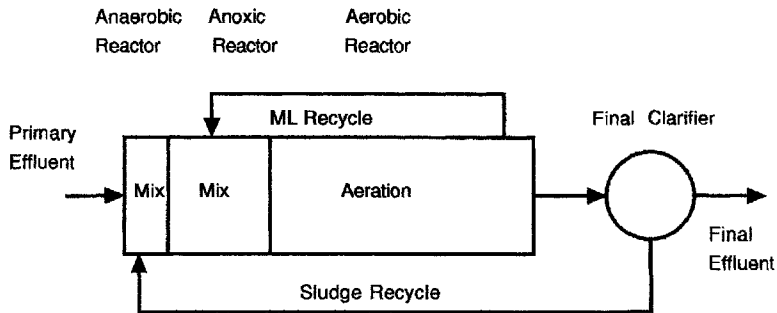 Anaerobic Anoxic Aerobic
Reactor Reactor Reactor
ML Recycle
Final Clarifier
Primary
Effluent
Mix
Mix
Aeration
Final
Effluent
Sludge Recycle